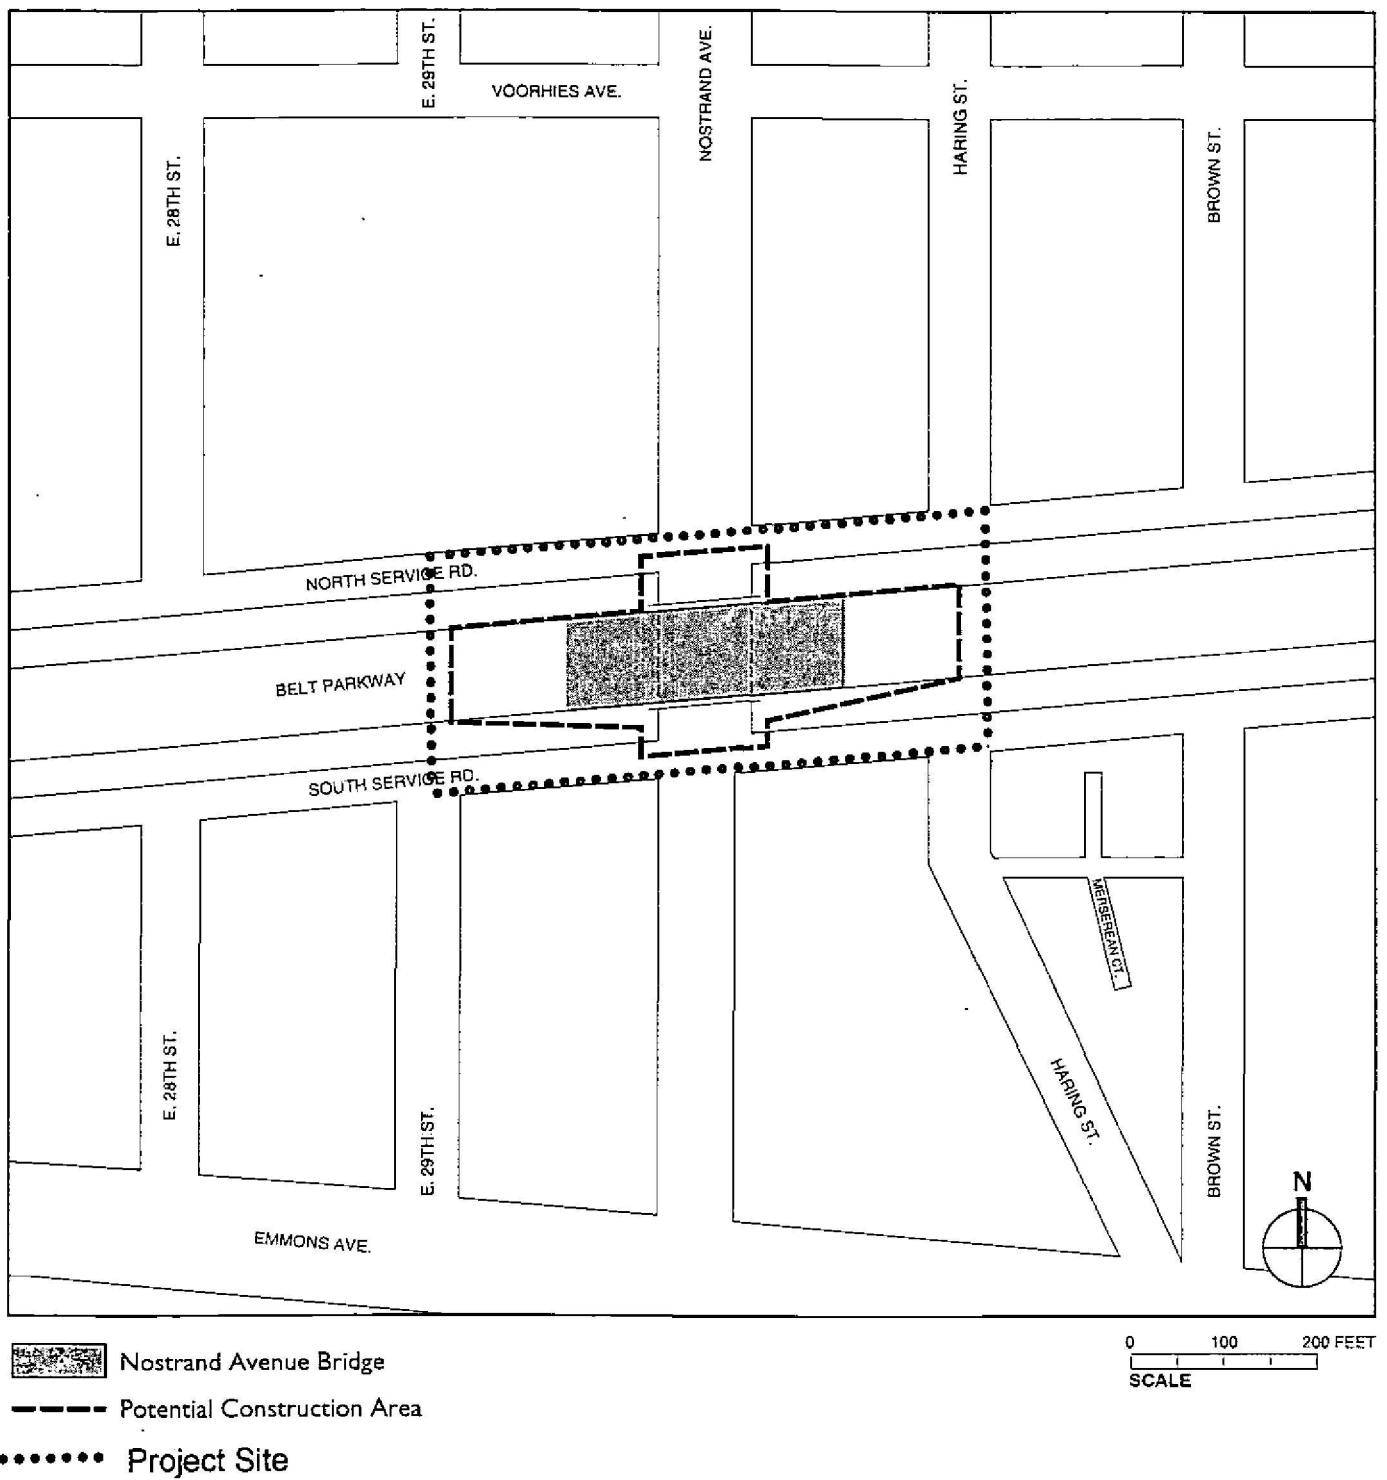 E. 29TH ST.
NOSTRAND AVE.
VOORHIES AVE.
HARING ST.
BROWN ST.
E. 28TH ST.
NORTH SERVICE RD.
BELT PARKWAY
SOUTH SERVICE RD.
MERSEREAN CT.
E. 28TH ST.
HARING ST.
E. 29TH ST.
BROWN ST.
N
EMMONS AVE.
0 100 200 FEET
SCALE
Nostrand Avenue Bridge
Potential Construction Area
Project Site